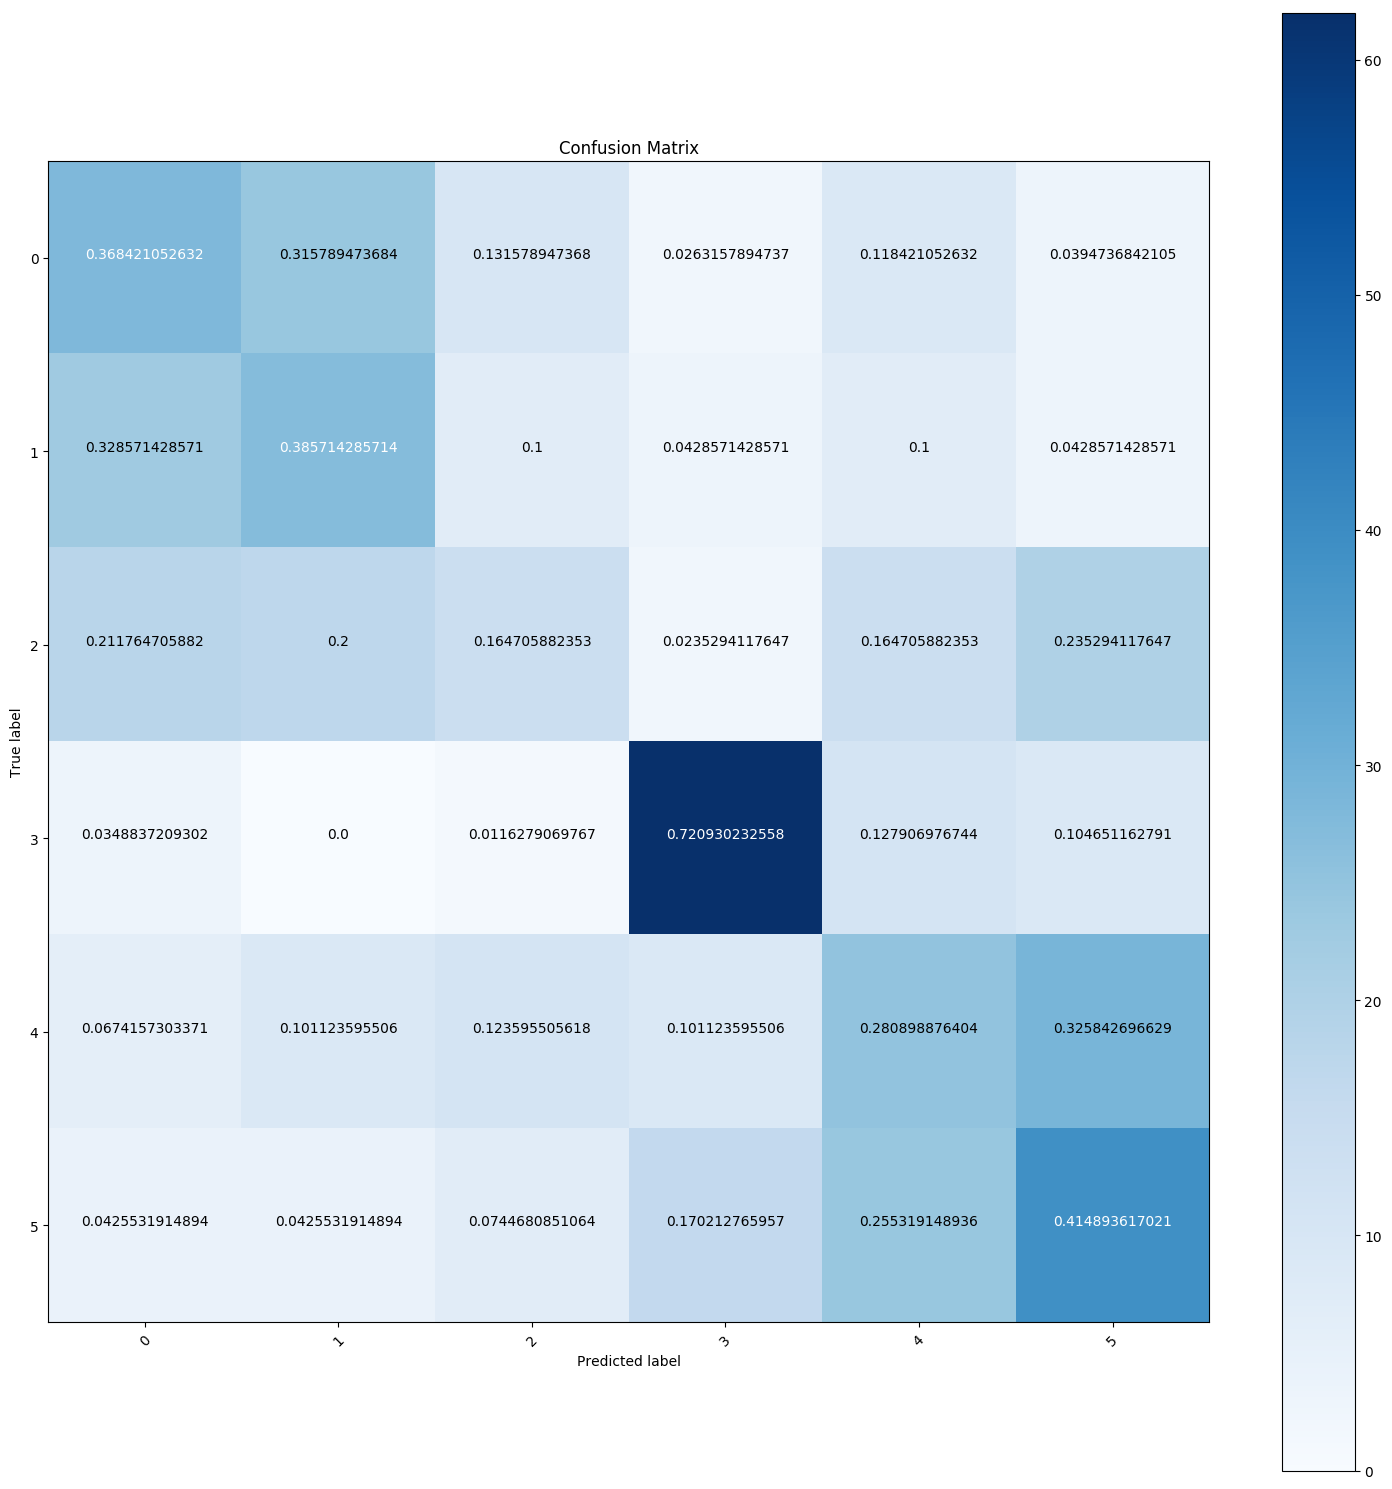 Confusion Matrix
0 0.368421052632 0.315789473684 0.131578947368 0.0263157894737 0.118421052632 0.0394736842105
1 0.328571428571 0.385714285714 0.1 0.0428571428571 0.1 0.0428571428571
2 0.211764705882 0.2 0.164705882353 0.0235294117647 0.164705882353 0.235294117647
3 0.0348837209302 0.0 0.0116279069767 0.720930232558 0.127906976744 0.104651162791
4 0.0674157303371 0.101123595506 0.123595505618 0.101123595506 0.280898876404 0.325842696629
5 0.0425531914894 0.0425531914894 0.0744680851064 0.170212765957 0.255319148936 0.414893617021
True label
0 1 2 3 4 5
Predicted label
60
50
40
30
20
10
0